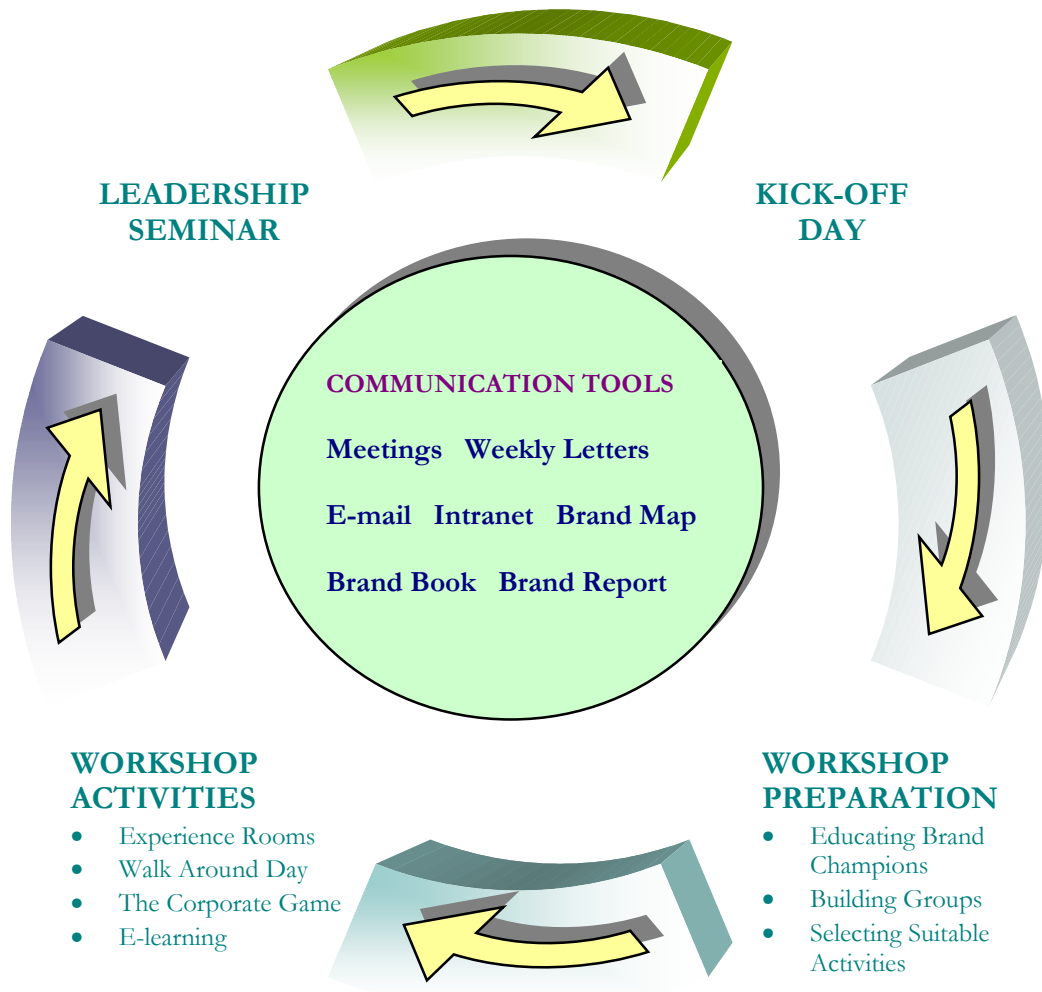 LEADERSHIP
SEMINAR
KICK-OFF
DAY
COMMUNICATION TOOLS
Meetings Weekly Letters
E-mail Intranet Brand Map
Brand Book Brand Report
WORKSHOP
ACTIVITIES
• Experience Rooms
• Walk Around Day
• The Corporate Game
• E-learning
WORKSHOP
PREPARATION
• Educating Brand
Champions
• Building Groups
• Selecting Suitable
Activities